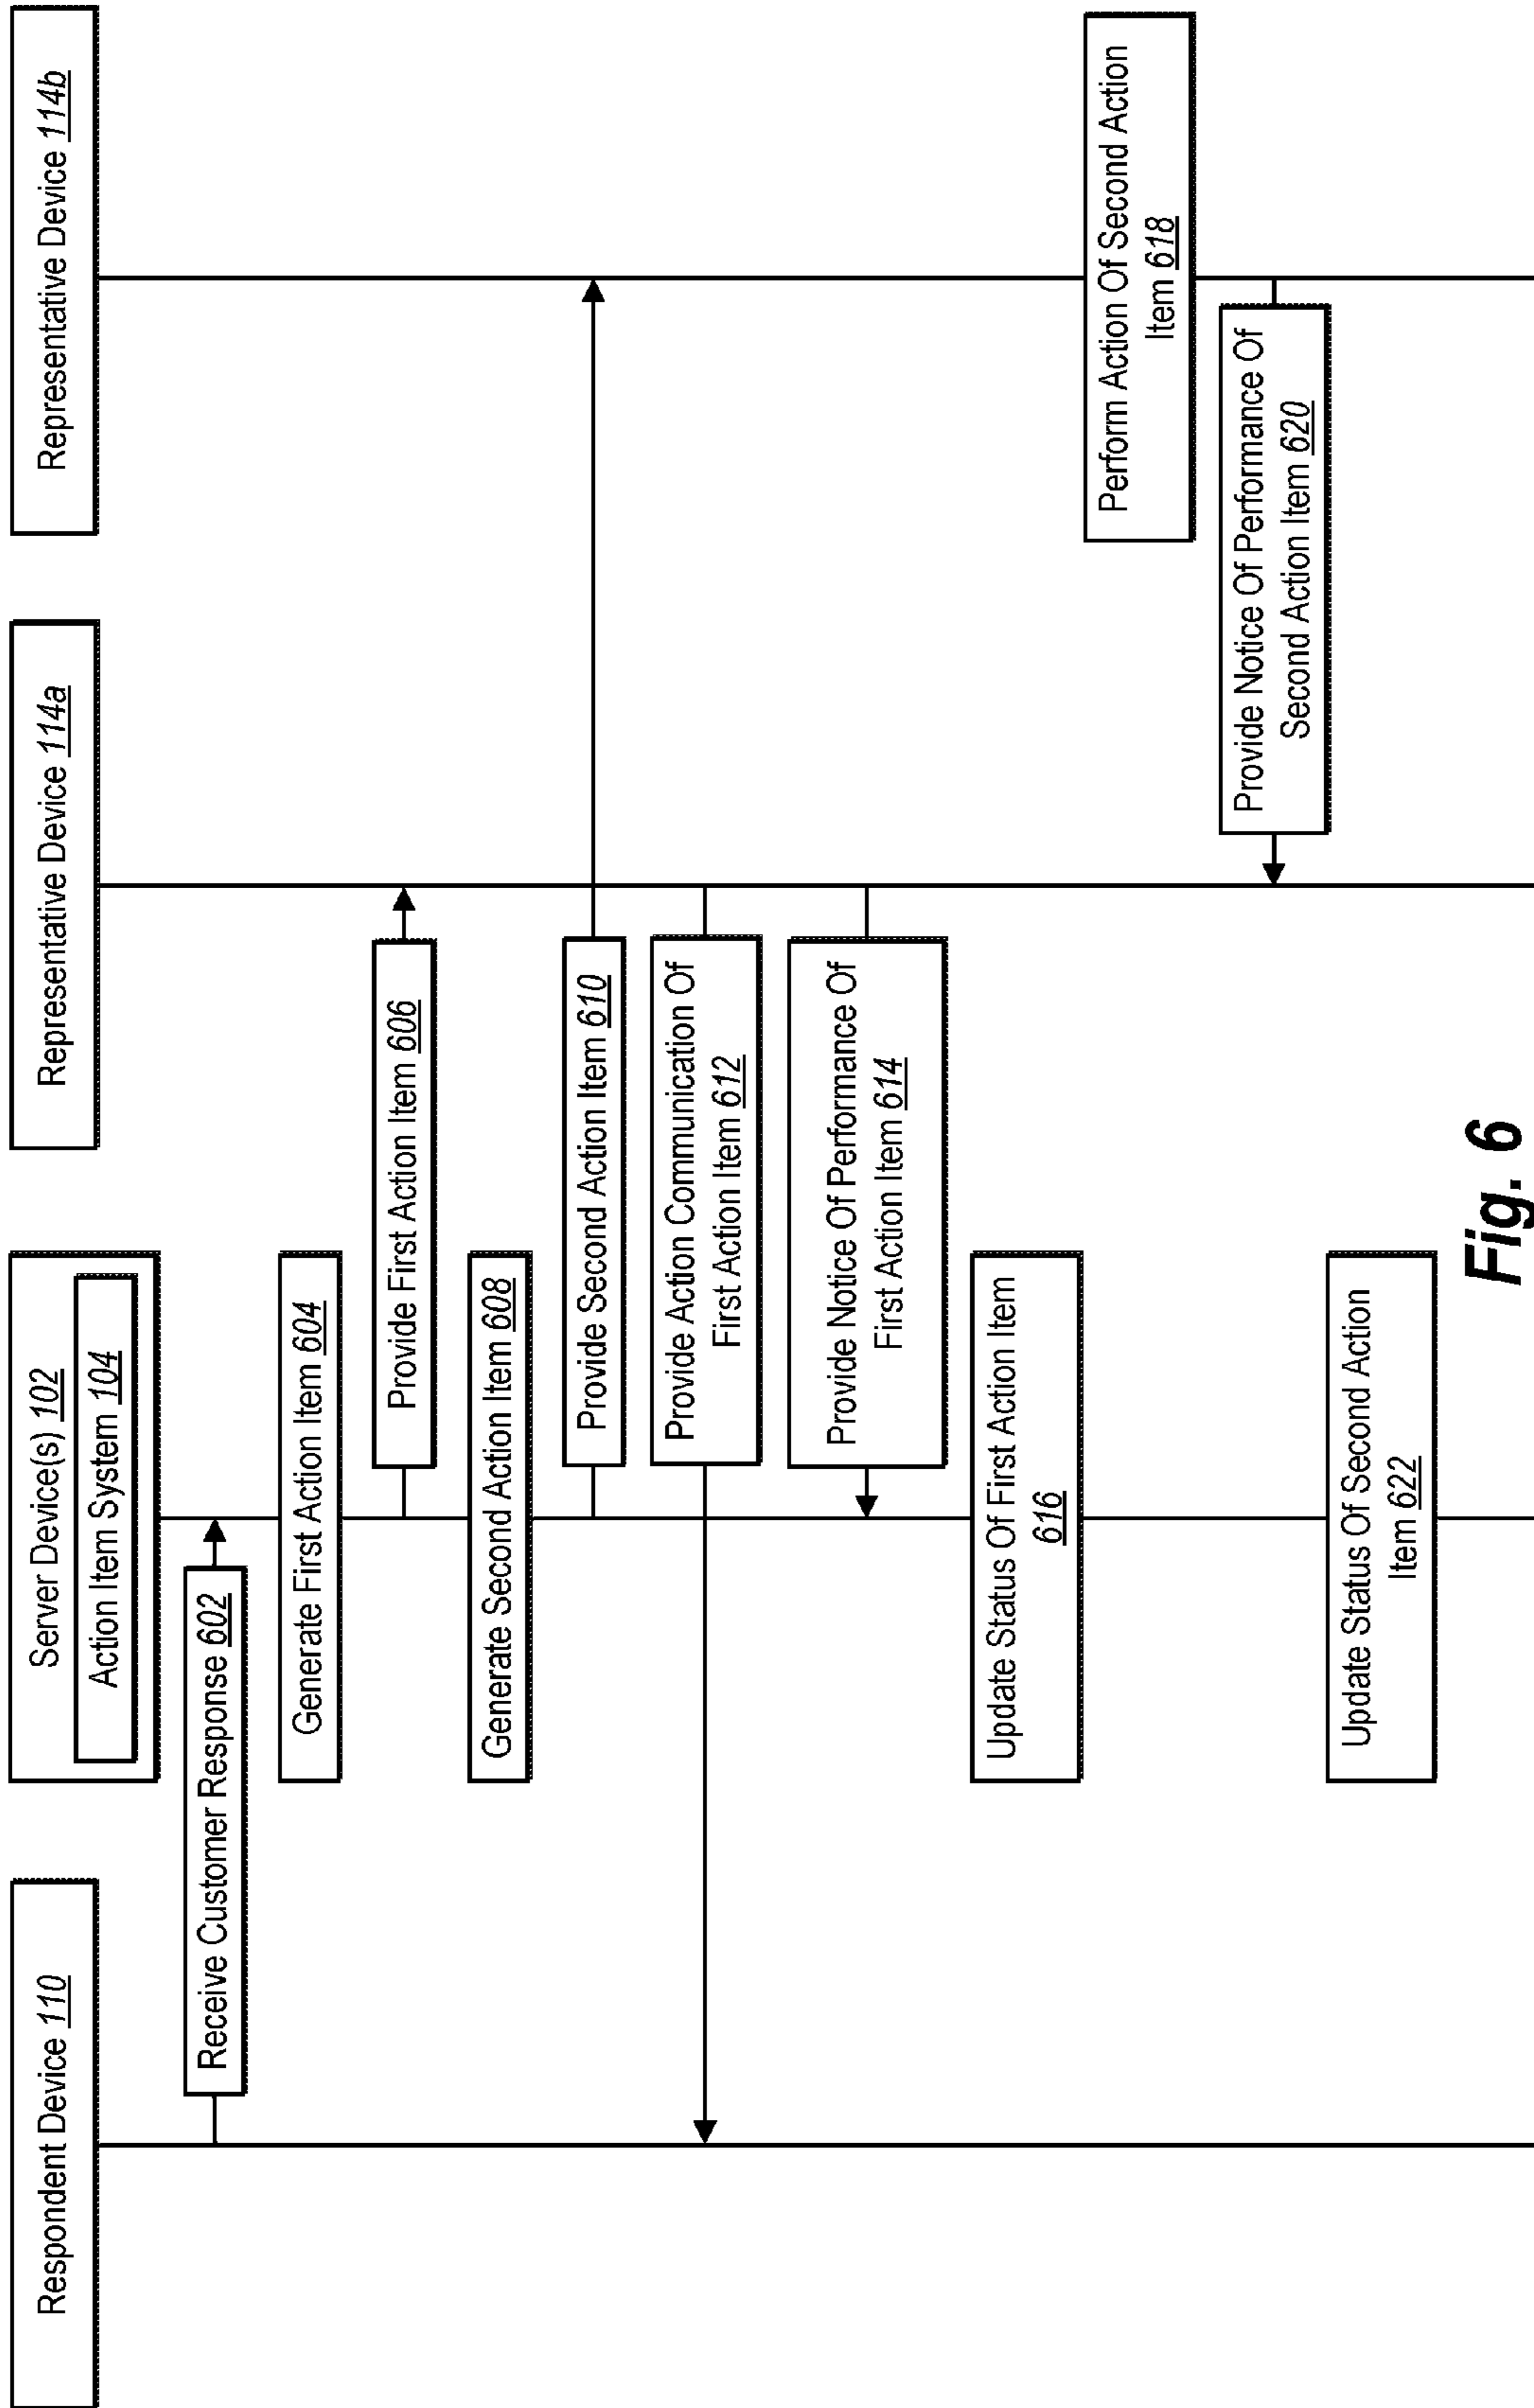 Respondent Device 110
Server Device(s) 102
Action Item System 104
Representative Device 114a
Representative Device 114b
Receive Customer Response 602
Generate First Action Item 604
Provide First Action Item 606
Generate Second Action Item 608
Provide Second Action Item 610
Provide Action Communication Of
First Action Item 612
Provide Notice Of Performance Of
First Action Item 614
Update Status Of First Action Item
616
Perform Action Of Second Action
Item 618
Provide Notice Of Performance Of
Second Action Item 620
Update Status Of Second Action
Item 622
Fig. 6